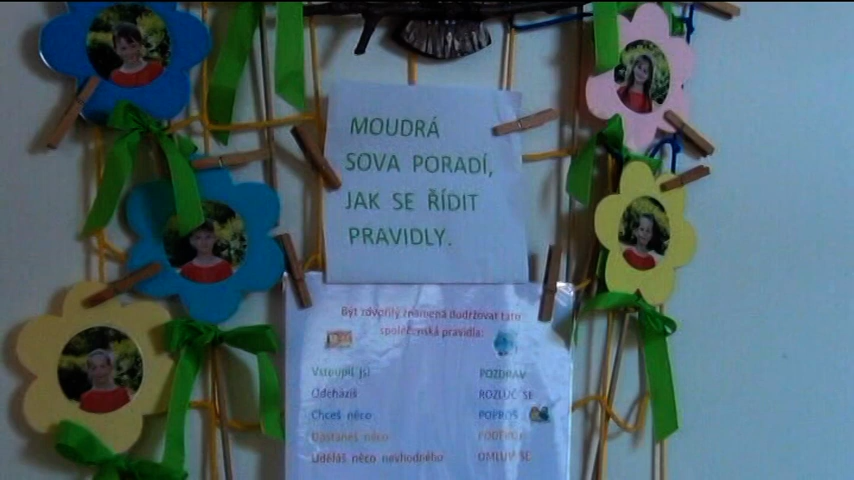 MOUDRÁ
SOVA PORADÍ,
JAK SE ŘÍDIT
PRAVIDLY.
Být zdvořilý znamená dodržovat tato
společenská pravidla:
Vstoupil jsi POZDRAV
Odcházíš ROZLUČ SE
Chceš něco POPROS
Dostaneš něco PODĚKUJ
Uděláš něco nevhodného OMLUV SE